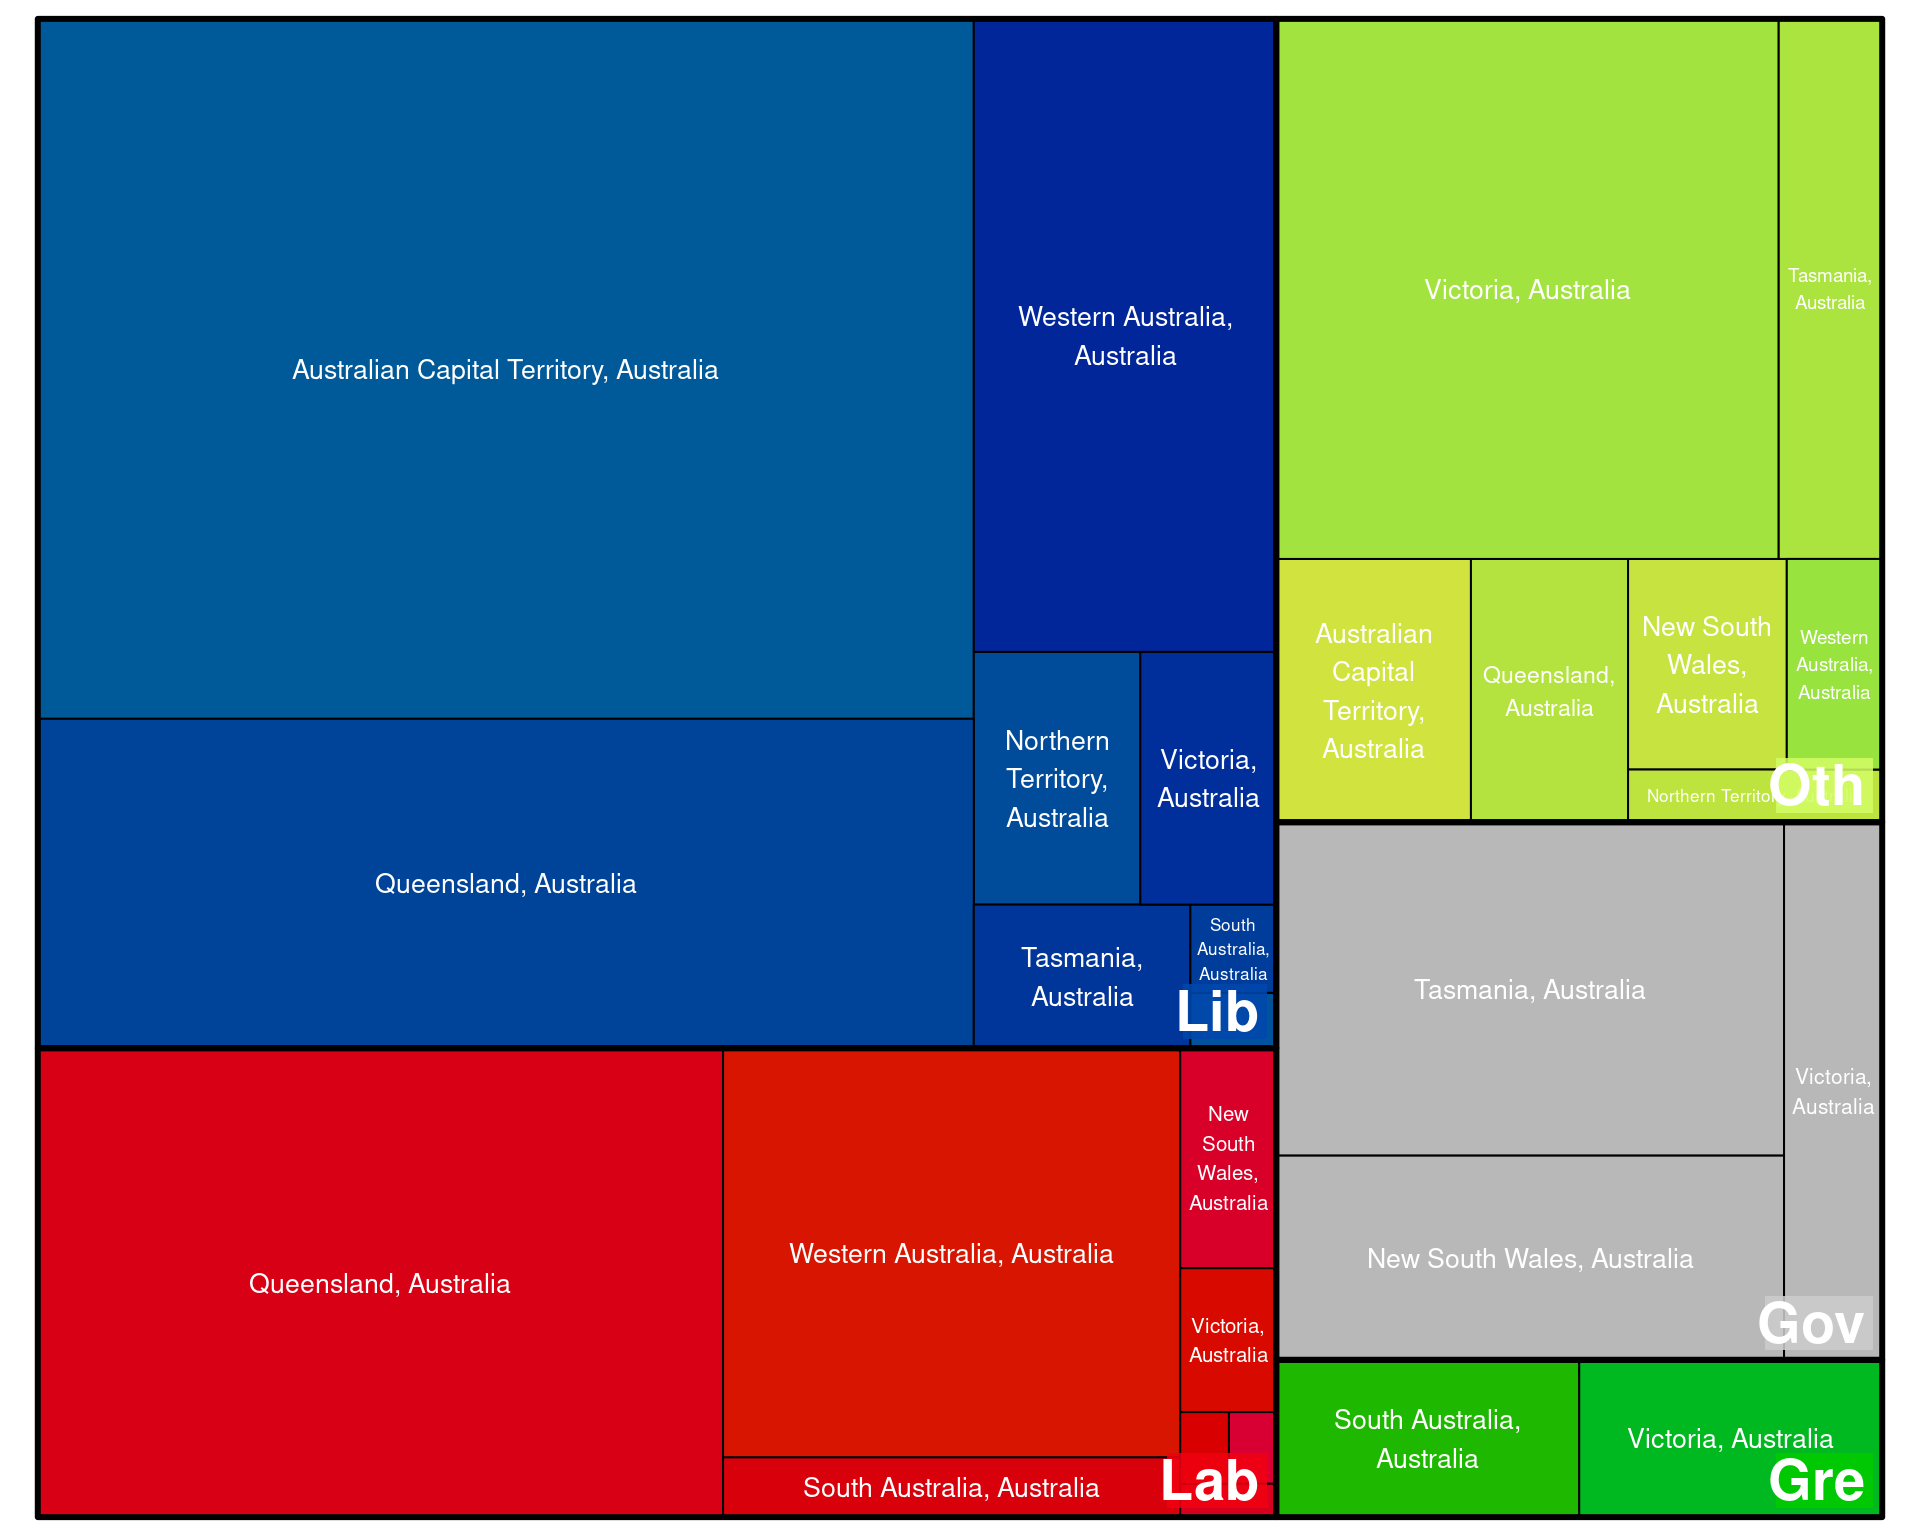 Australian Capital Territory, Australia
Queensland, Australia
Western Australia,
Australia
Northern
Territory,
Australia
Victoria,
Australia
Tasmania,
Australia
South
Australia,
Australia
Lib
Queensland, Australia
Western Australia, Australia
South Australia, Australia
New
South
Wales,
Australia
Victoria,
Australia
Lab
Victoria, Australia
Tasmania,
Australia
Australian
Capital
Territory,
Australia
Queensland,
Australia
New South
Wales,
Australia
Western
Australia,
Australia
Northern
Oth
Tasmania, Australia
New South Wales, Australia
Victoria,
Australia
Gov
South Australia,
Australia
Victoria, Australia
Gre